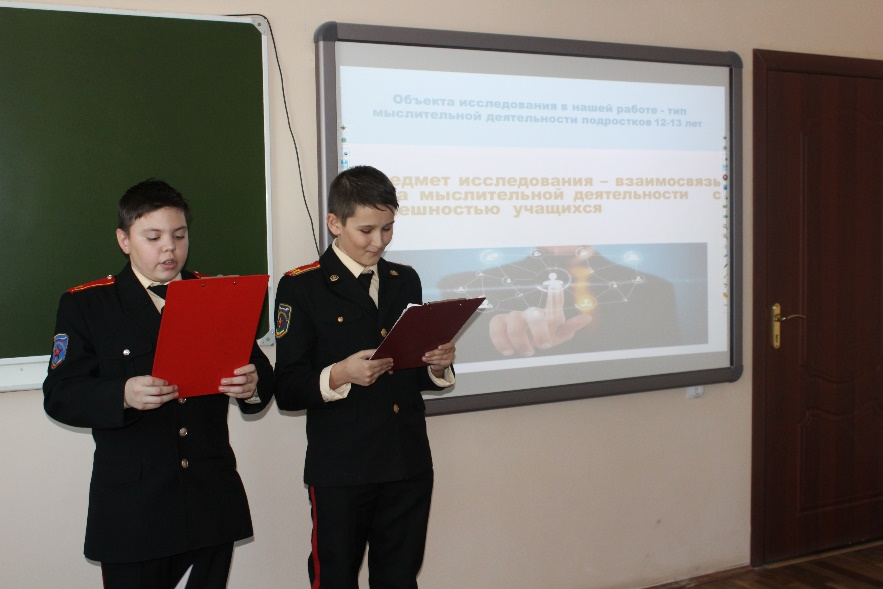 Объекта исследования в нашей работе - тип
мыслительной деятельности подростков 12-13 лет
исследования – взаимосвязь
мыслительной деятельности с
учащихся